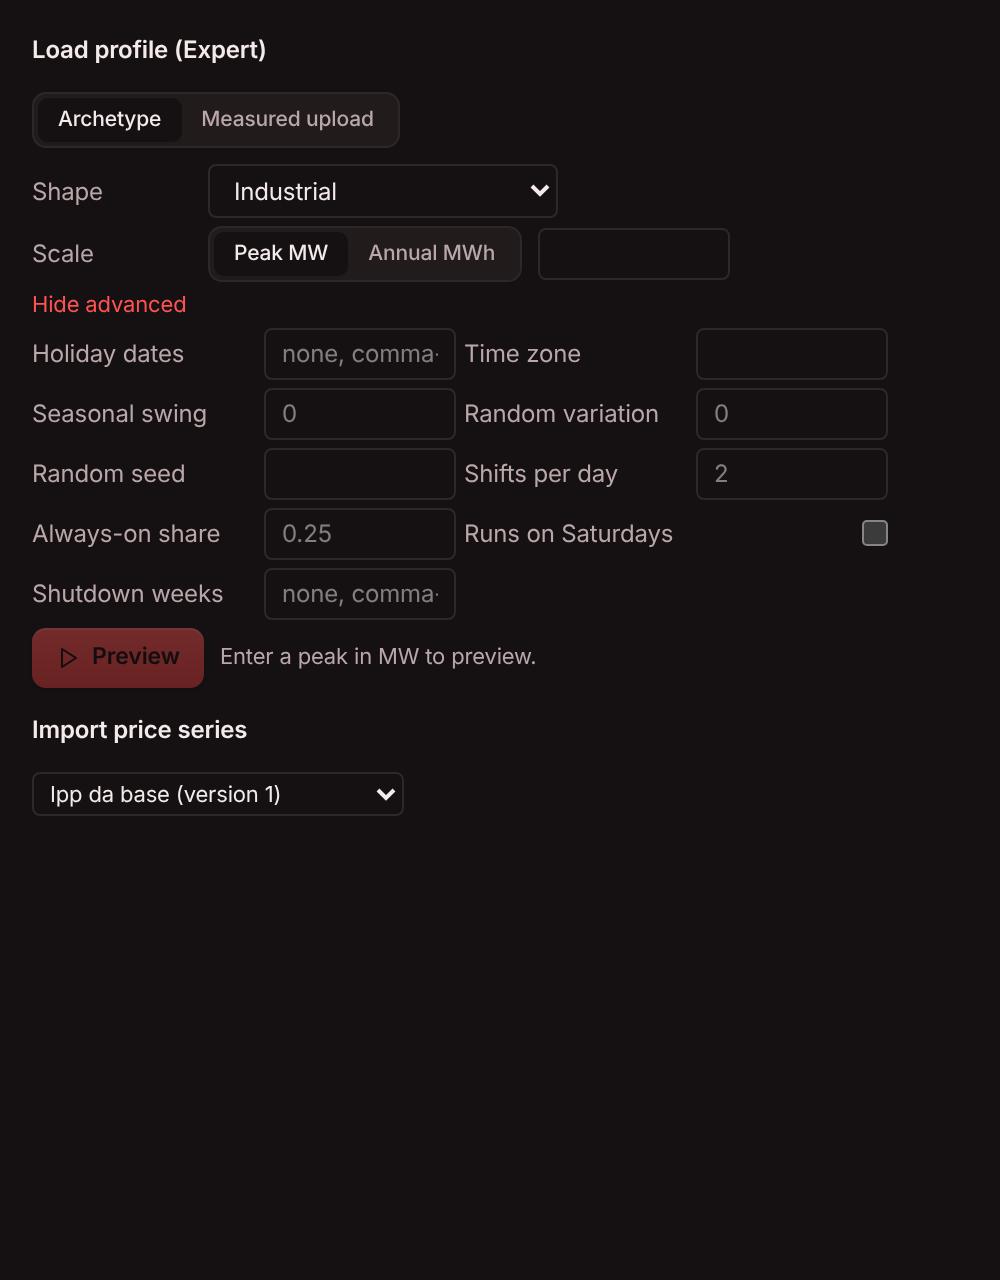 Load profile (Expert)
Archetype Measured upload
Shape Industrial
Scale Peak MW Annual MWh
Hide advanced
Holiday dates none, comma- Time zone
Seasonal swing 0 Random variation 0
Random seed Shifts per day 2
Always-on share 0.25 Runs on Saturdays
Shutdown weeks none, comma-
Preview Enter a peak in MW to preview.
Import price series
Ipp da base (version 1)